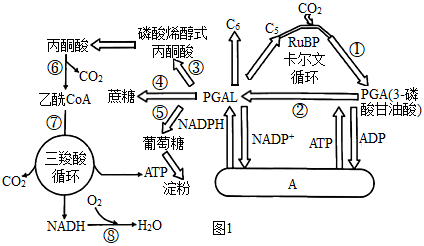 CO₂
C₆
C₅
RuBP
卡尔文
循环
①
磷酸烯醇式
丙酮酸
丙酮酸
⑥
CO₂
③
乙酰CoA
蔗糖
④
PGAL
②
PGA(3-磷
酸甘油酸)
⑦
⑤
NADPH
NADP⁺
ATP
ADP
葡萄糖
三羧酸
循环
CO₂
ATP
淀粉
A
O₂
NADH
H₂O
⑧
图1